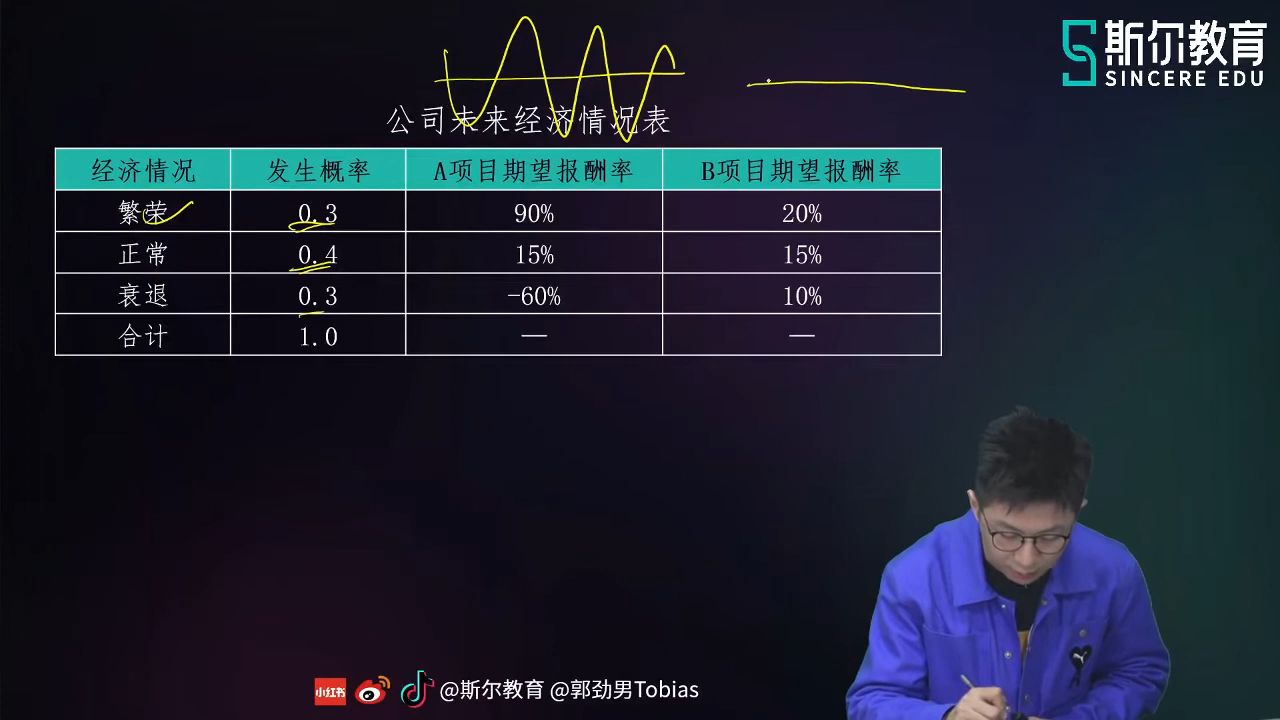 斯尔教育
SINCERE EDU
公司未来经济情况表
经济情况 发生概率 A项目期望报酬率 B项目期望报酬率
繁荣 0.3 90% 20%
正常 0.4 15% 15%
衰退 0.3 -60% 10%
合计 1.0 — —
小红书 @斯尔教育 @郭劲男Tobias